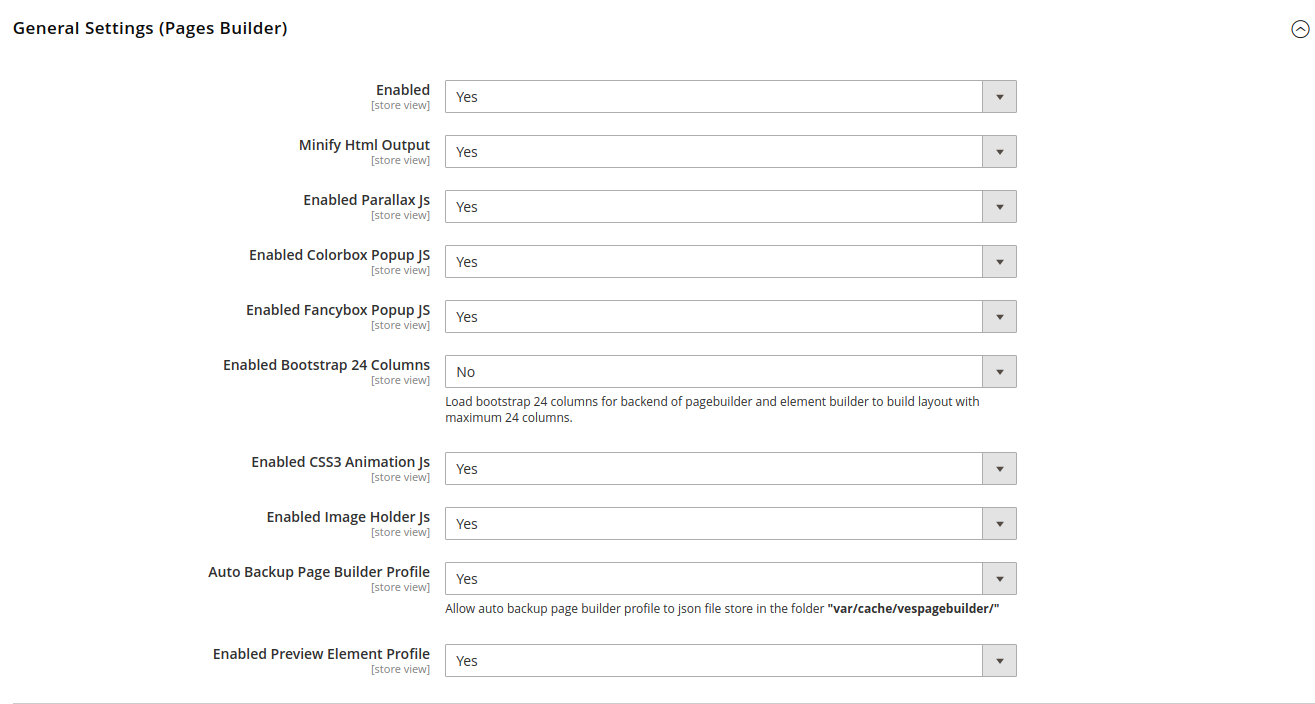 General Settings (Pages Builder)
Enabled
[store view]
Yes
Minify Html Output
[store view]
Yes
Enabled Parallax Js
[store view]
Yes
Enabled Colorbox Popup JS
[store view]
Yes
Enabled Fancybox Popup JS
[store view]
Yes
Enabled Bootstrap 24 Columns
[store view]
No
Load bootstrap 24 columns for backend of pagebuilder and element builder to build layout with
maximum 24 columns.
Enabled CSS3 Animation Js
[store view]
Yes
Enabled Image Holder Js
[store view]
Yes
Auto Backup Page Builder Profile
[store view]
Yes
Allow auto backup page builder profile to json file store in the folder "var/cache/vespagebuilder/"
Enabled Preview Element Profile
[store view]
Yes